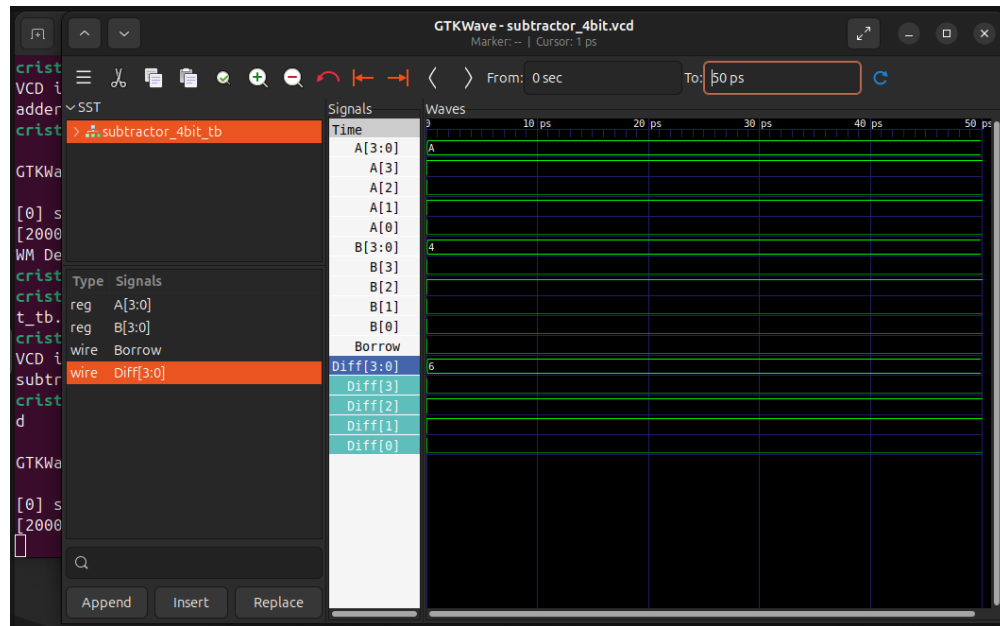 GTKWave - subtractor_4bit.vcd
Marker: -- | Cursor: 1 ps
From: 0 sec
To: 50 ps
crist
VCD i
adder
crist
GTKWa
[0] s
[2000
WM De
crist
crist
t_tb.
crist
VCD i
subtr
crist
d
GTKWa
[0] s
[2000
SST
subtractor_4bit_tb
Type Signals
reg A[3:0]
reg B[3:0]
wire Borrow
wire Diff[3:0]
Append Insert Replace
Signals
Time
A[3:0]
A[3]
A[2]
A[1]
A[0]
B[3:0]
B[3]
B[2]
B[1]
B[0]
Borrow
Diff[3:0]
Diff[3]
Diff[2]
Diff[1]
Diff[0]
Waves
10 ps 20 ps 30 ps 40 ps 50 ps
A
4
6